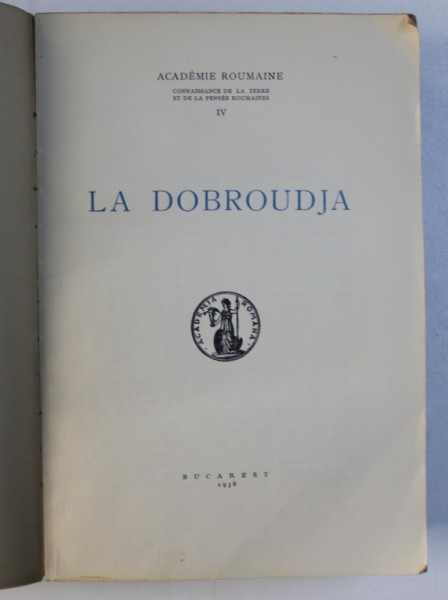 ACADÉMIE ROUMAINE
CONNAISSANCE DE LA TERRE
ET DE LA PENSÉE ROUMAINES
IV
LA DOBROUDJA
ACADEMIA ROMANA
BUCAREST
1938